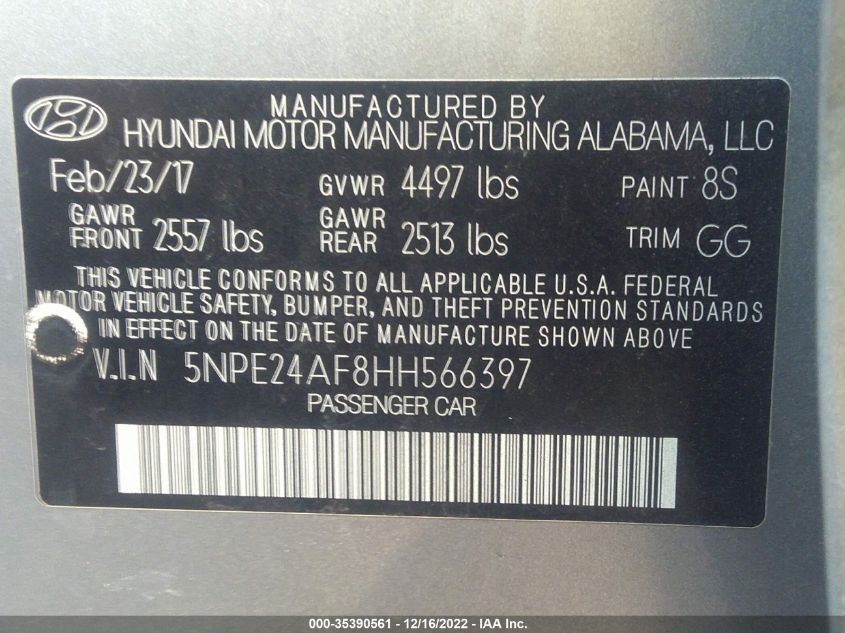 MANUFACTURED BY
HYUNDAI MOTOR MANUFACTURING ALABAMA, LLC
Feb/23/17 GVWR 4497 lbs PAINT 8S
GAWR FRONT 2557 lbs GAWR REAR 2513 lbs TRIM GG
THIS VEHICLE CONFORMS TO ALL APPLICABLE U.S.A. FEDERAL
MOTOR VEHICLE SAFETY, BUMPER, AND THEFT PREVENTION STANDARDS
IN EFFECT ON THE DATE OF MANUFACTURE SHOWN ABOVE.
V.I.N 5NPE24AF8HH566397
PASSENGER CAR
000-35390561 - 12/16/2022 - IAA Inc.